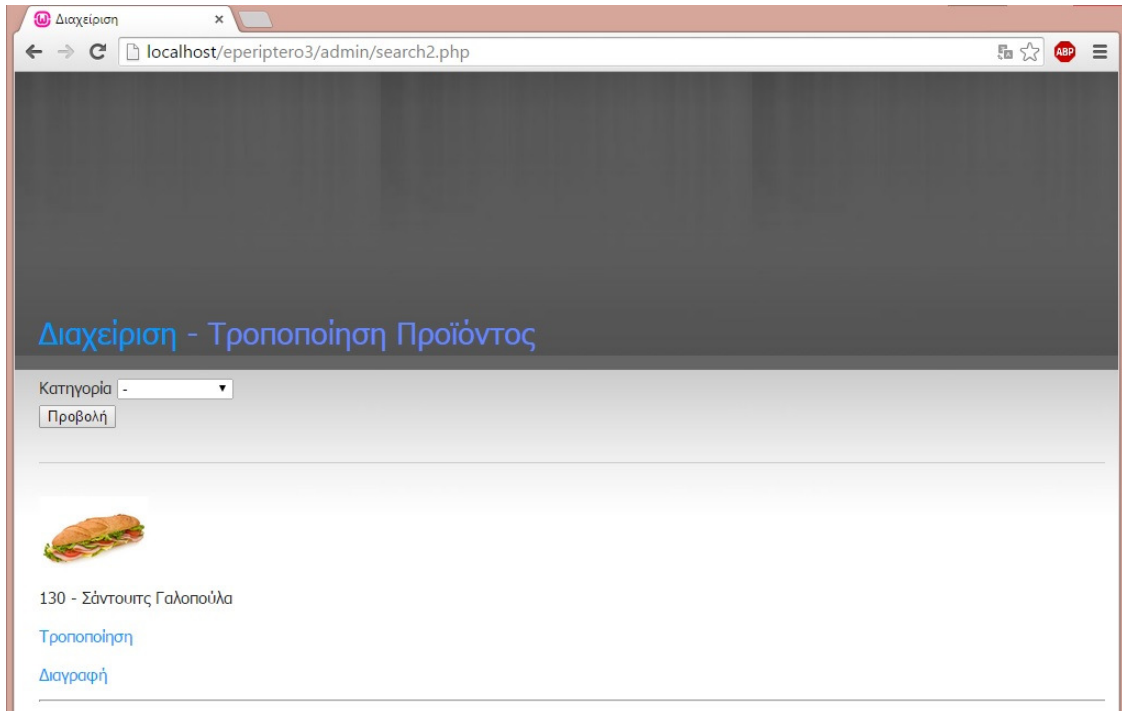 Διαχείριση
localhost/eperiptero3/admin/search2.php
ABP
Διαχείριση - Τροποποίηση Προϊόντος
Κατηγορία -
Προβολή
130 - Σάντουιτς Γαλοπούλα
Τροποποίηση
Διαγραφή